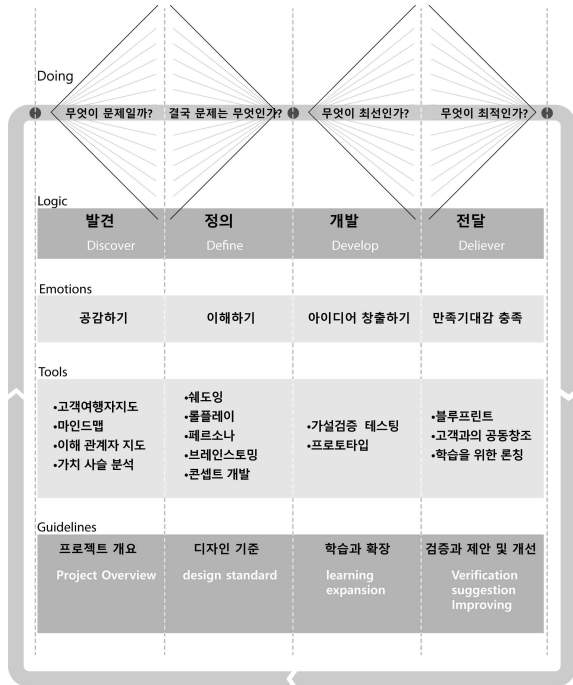 Doing
무엇이 문제일까?
결국 문제는 무엇인가?
무엇이 최선인가?
무엇이 최적인가?
Logic
발견
정의
개발
전달
Discover
Define
Develop
Deliever
Emotions
공감하기
이해하기
아이디어 창출하기
만족기대감 충족
Tools
•고객여행자지도
•마인드맵
•이해 관계자 지도
•가치 사슬 분석
•쉐도잉
•롤플레이
•페르소나
•브레인스토밍
•콘셉트 개발
•가설검증 테스팅
•프로토타입
•블루프린트
•고객과의 공동창조
•학습을 위한 론칭
Guidelines
프로젝트 개요
디자인 기준
학습과 확장
검증과 제안 및 개선
Project Overview
design standard
learning
expansion
Verification
suggestion
Improving